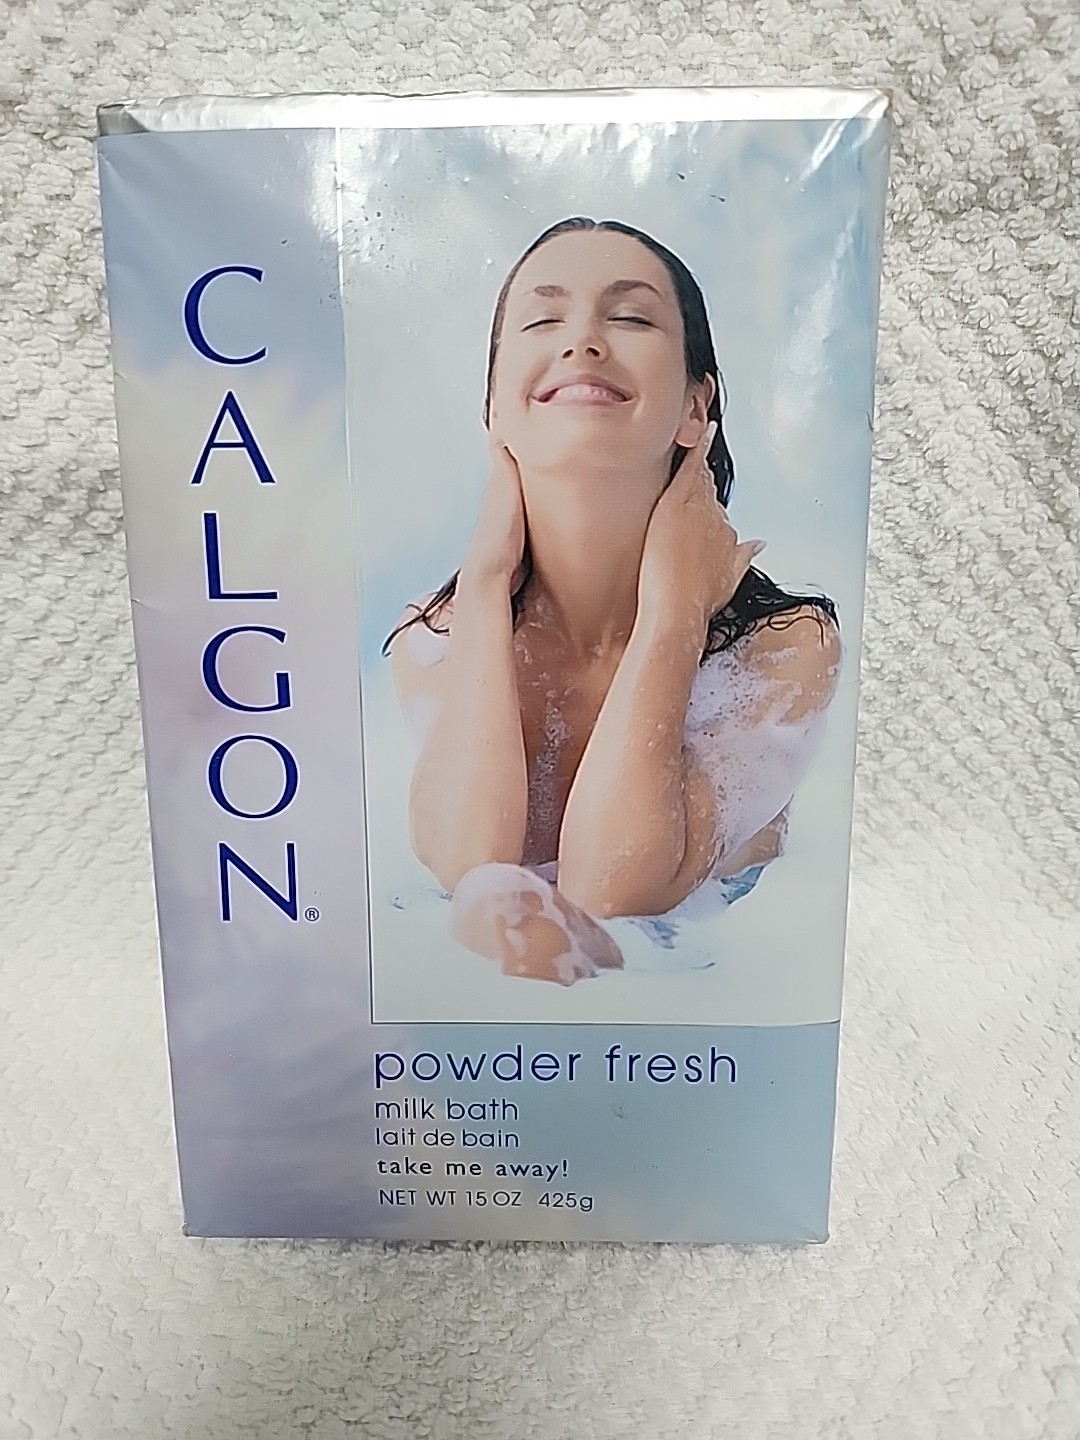 CALGON®
powder fresh
milk bath
lait de bain
take me away!
NET WT 15 OZ 425g